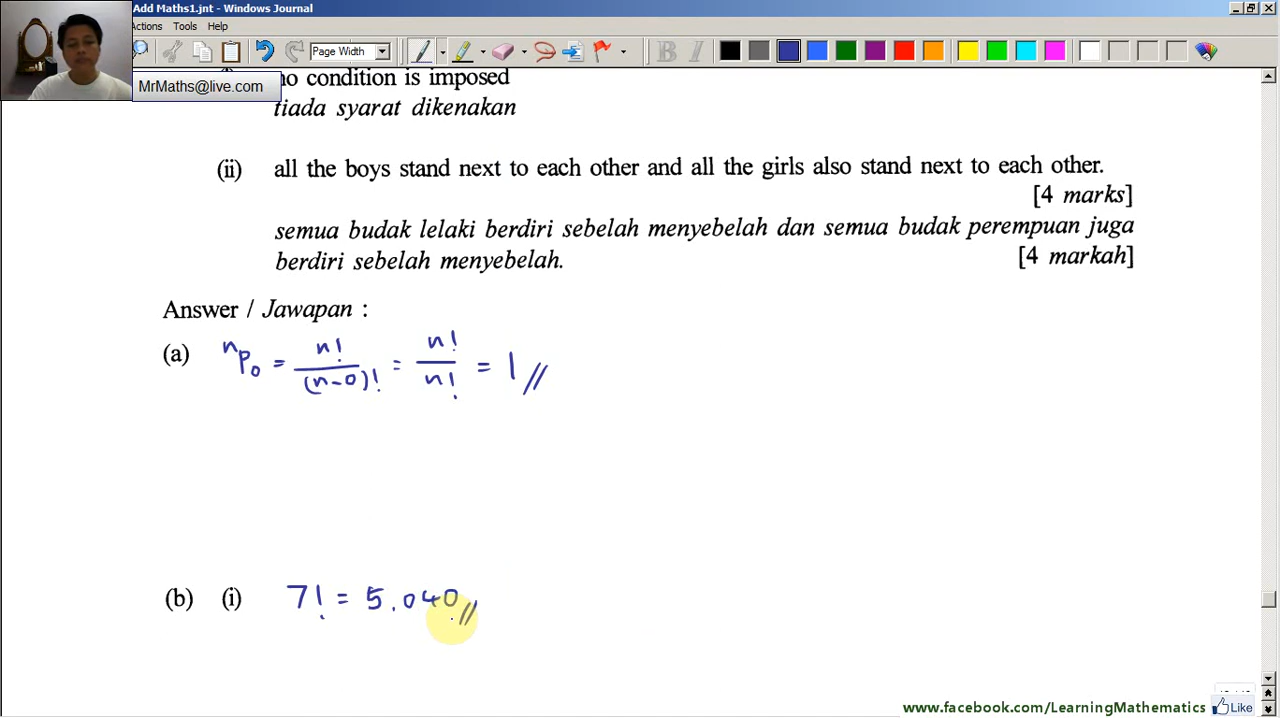 Add Maths1.jnt - Windows Journal
Actions Tools Help
Page Width
MrMaths@live.com
no condition is imposed
tiada syarat dikenakan
(ii) all the boys stand next to each other and all the girls also stand next to each other.
[4 marks]
semua budak lelaki berdiri sebelah menyebelah dan semua budak perempuan juga
berdiri sebelah menyebelah. [4 markah]
Answer / Jawapan :
(a) ⁿP₀ = n!/(n-0)! = n!/n! = 1 //
(b) (i) 7! = 5.040 //
www.facebook.com/LearningMathematics Like